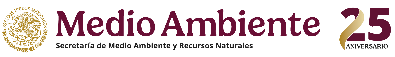 Medio Ambiente
Secretaría de Medio Ambiente y Recursos Naturales
25
ANIVERSARIO